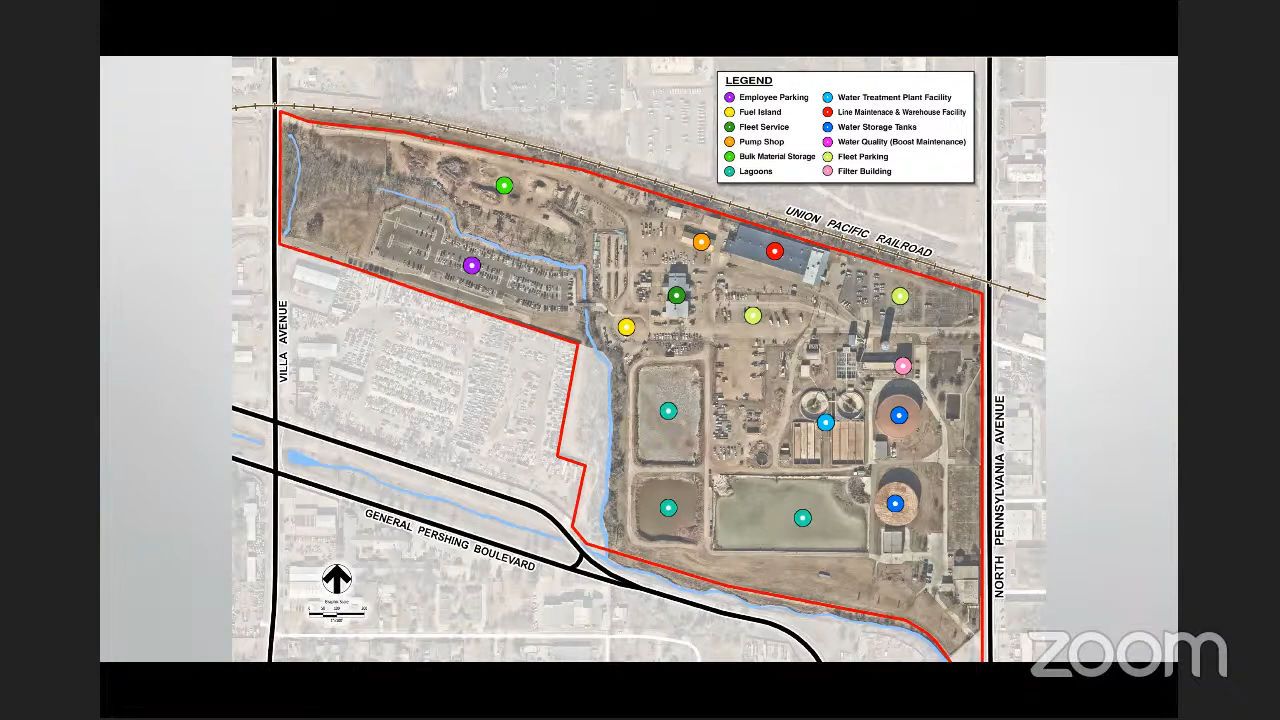 LEGEND
Employee Parking
Fuel Island
Fleet Service
Pump Shop
Bulk Material Storage
Lagoons
Water Treatment Plant Facility
Line Maintenace & Warehouse Facility
Water Storage Tanks
Water Quality (Boost Maintenance)
Fleet Parking
Filter Building
UNION PACIFIC RAILROAD
VILLA AVENUE
NORTH PENNSYLVANIA AVENUE
GENERAL PERSHING BOULEVARD
Graphic Scale
zoom